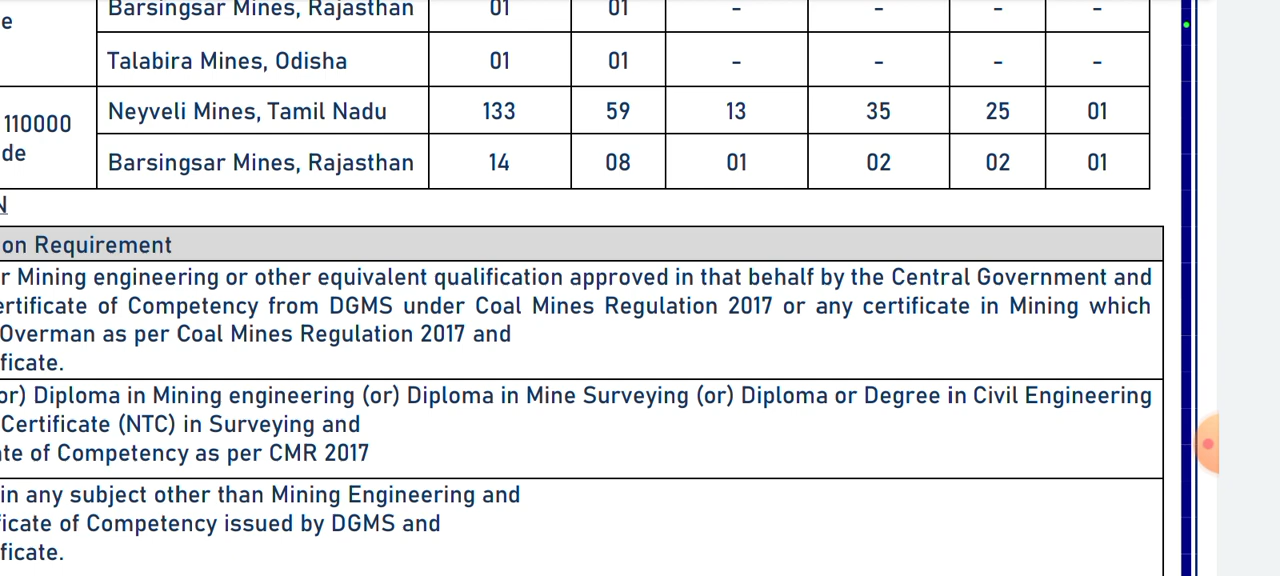 Barsingsar Mines, Rajasthan 01 01 - - - -
e
Talabira Mines, Odisha 01 01 - - - -
110000
de
Neyveli Mines, Tamil Nadu 133 59 13 35 25 01
Barsingsar Mines, Rajasthan 14 08 01 02 02 01
N
on Requirement
r Mining engineering or other equivalent qualification approved in that behalf by the Central Government and
ertificate of Competency from DGMS under Coal Mines Regulation 2017 or any certificate in Mining which
Overman as per Coal Mines Regulation 2017 and
ficate.
or) Diploma in Mining engineering (or) Diploma in Mine Surveying (or) Diploma or Degree in Civil Engineering
Certificate (NTC) in Surveying and
ate of Competency as per CMR 2017
in any subject other than Mining Engineering and
ficate of Competency issued by DGMS and
ficate.